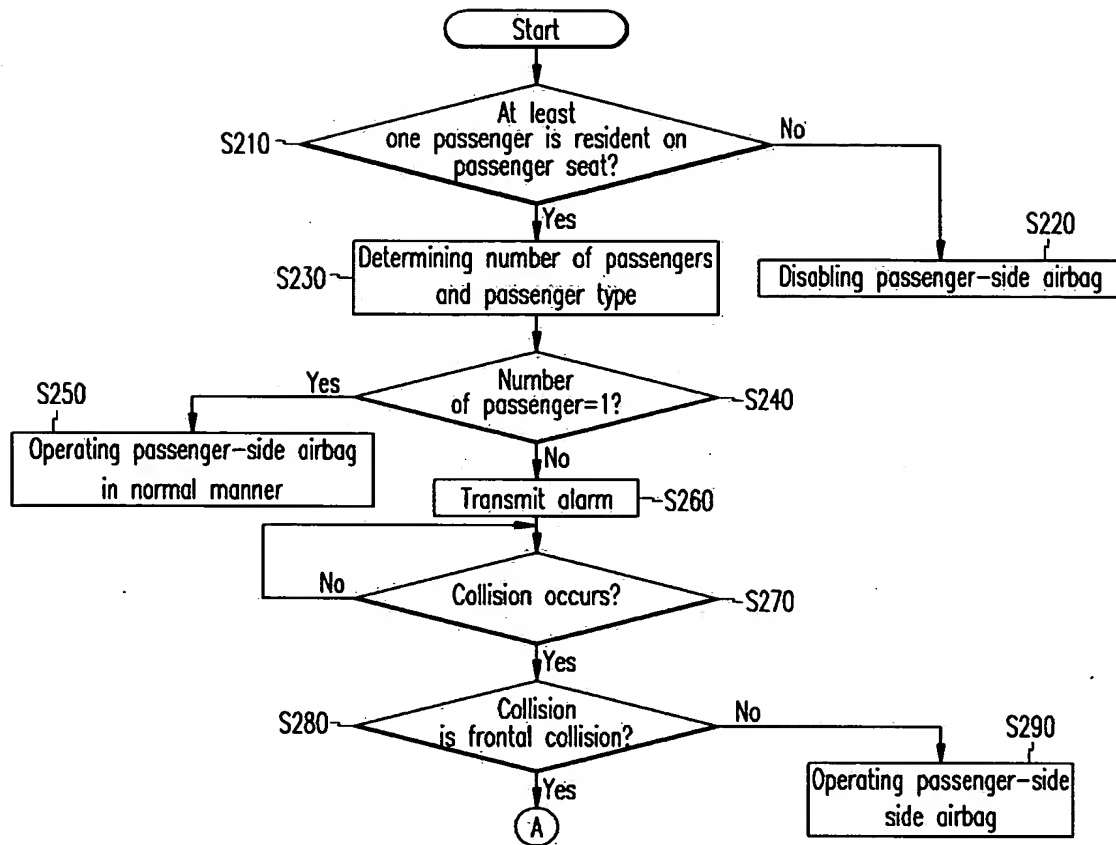 Start
At least
one passenger is resident on
passenger seat?
S210
No
Yes
S220
Disabling passenger-side airbag
S230
Determining number of passengers
and passenger type
Number
of passenger=1?
S240
Yes
S250
Operating passenger-side airbag
in normal manner
No
Transmit alarm
S260
Collision occurs?
S270
No
Yes
Collision
is frontal collision?
S280
No
S290
Operating passenger-side
side airbag
Yes
A